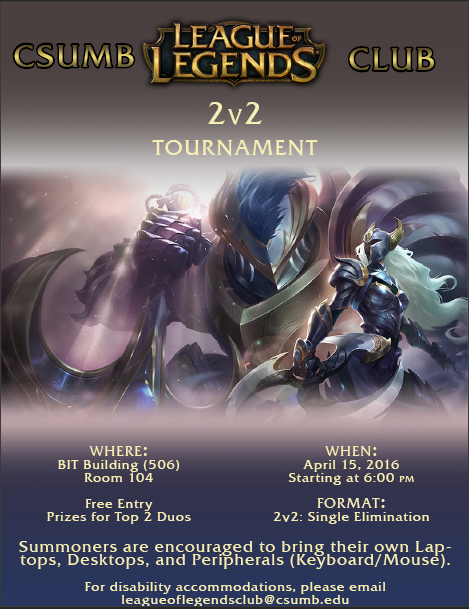 CSUMB LEAGUE OF LEGENDS CLUB
2v2
TOURNAMENT
WHERE:
BIT Building (506)
Room 104
Free Entry
Prizes for Top 2 Duos
WHEN:
April 15, 2016
Starting at 6:00 PM
FORMAT:
2v2: Single Elimination
Summoners are encouraged to bring their own Lap-
tops, Desktops, and Peripherals (Keyboard/Mouse).
For disability accommodations, please email
leagueoflegendsclub@csumb.edu